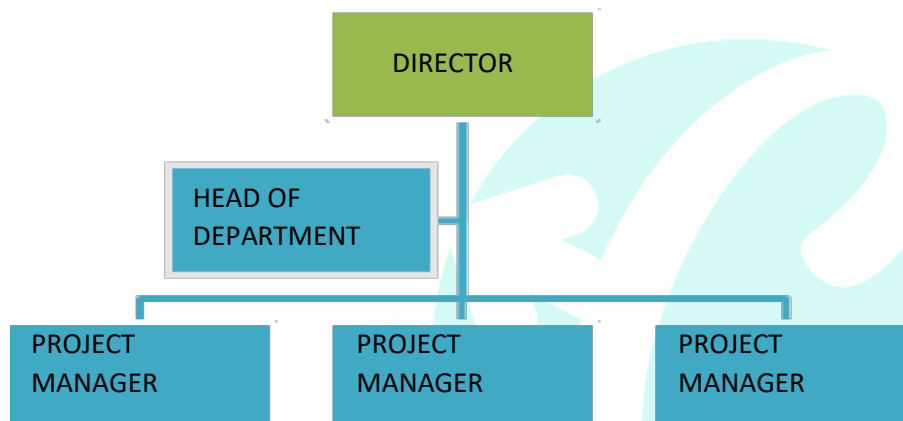 DIRECTOR
HEAD OF
DEPARTMENT
PROJECT
MANAGER
PROJECT
MANAGER
PROJECT
MANAGER